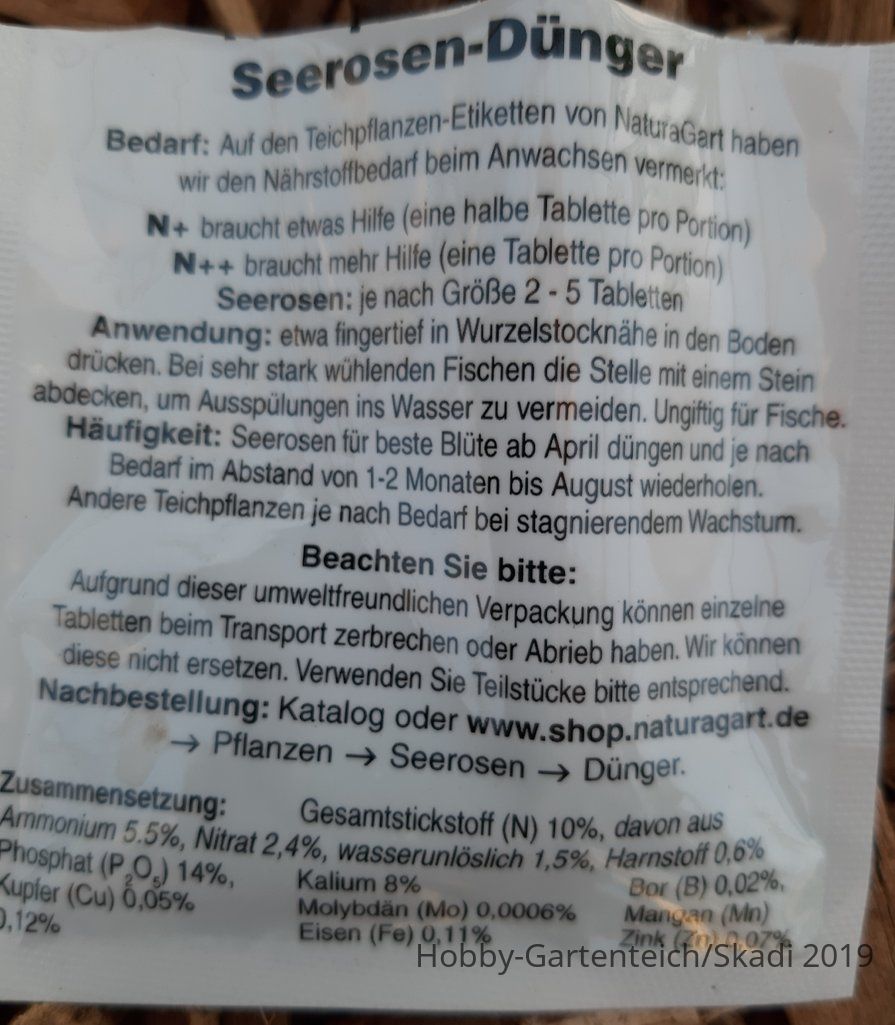 Seerosen-Dünger
Bedarf: Auf den Teichpflanzen-Etiketten von NaturaGart haben
wir den Nährstoffbedarf beim Anwachsen vermerkt:
N+ braucht etwas Hilfe (eine halbe Tablette pro Portion)
N++ braucht mehr Hilfe (eine Tablette pro Portion)
Seerosen: je nach Größe 2 - 5 Tabletten
Anwendung: etwa fingertief in Wurzelstocknähe in den Boden
drücken. Bei sehr stark wühlenden Fischen die Stelle mit einem Stein
abdecken, um Ausspülungen ins Wasser zu vermeiden. Ungiftig für Fische.
Häufigkeit: Seerosen für beste Blüte ab April düngen und je nach
Bedarf im Abstand von 1-2 Monaten bis August wiederholen.
Andere Teichpflanzen je nach Bedarf bei stagnierendem Wachstum.
Beachten Sie bitte:
Aufgrund dieser umweltfreundlichen Verpackung können einzelne
Tabletten beim Transport zerbrechen oder Abrieb haben. Wir können
diese nicht ersetzen. Verwenden Sie Teilstücke bitte entsprechend.
Nachbestellung: Katalog oder www.shop.naturagart.de
→ Pflanzen → Seerosen → Dünger.
Zusammensetzung: Gesamtstickstoff (N) 10%, davon aus
Ammonium 5.5%, Nitrat 2,4%, wasserunlöslich 1,5%, Harnstoff 0,6%
Phosphat (P2O5) 14%, Kalium 8% Bor (B) 0,02%,
Kupfer (Cu) 0,05% Molybdän (Mo) 0,0006% Mangan (Mn)
0,12% Eisen (Fe) 0,11% Zink (Zn) 0,07%
Hobby-Gartenteich/Skadi 2019